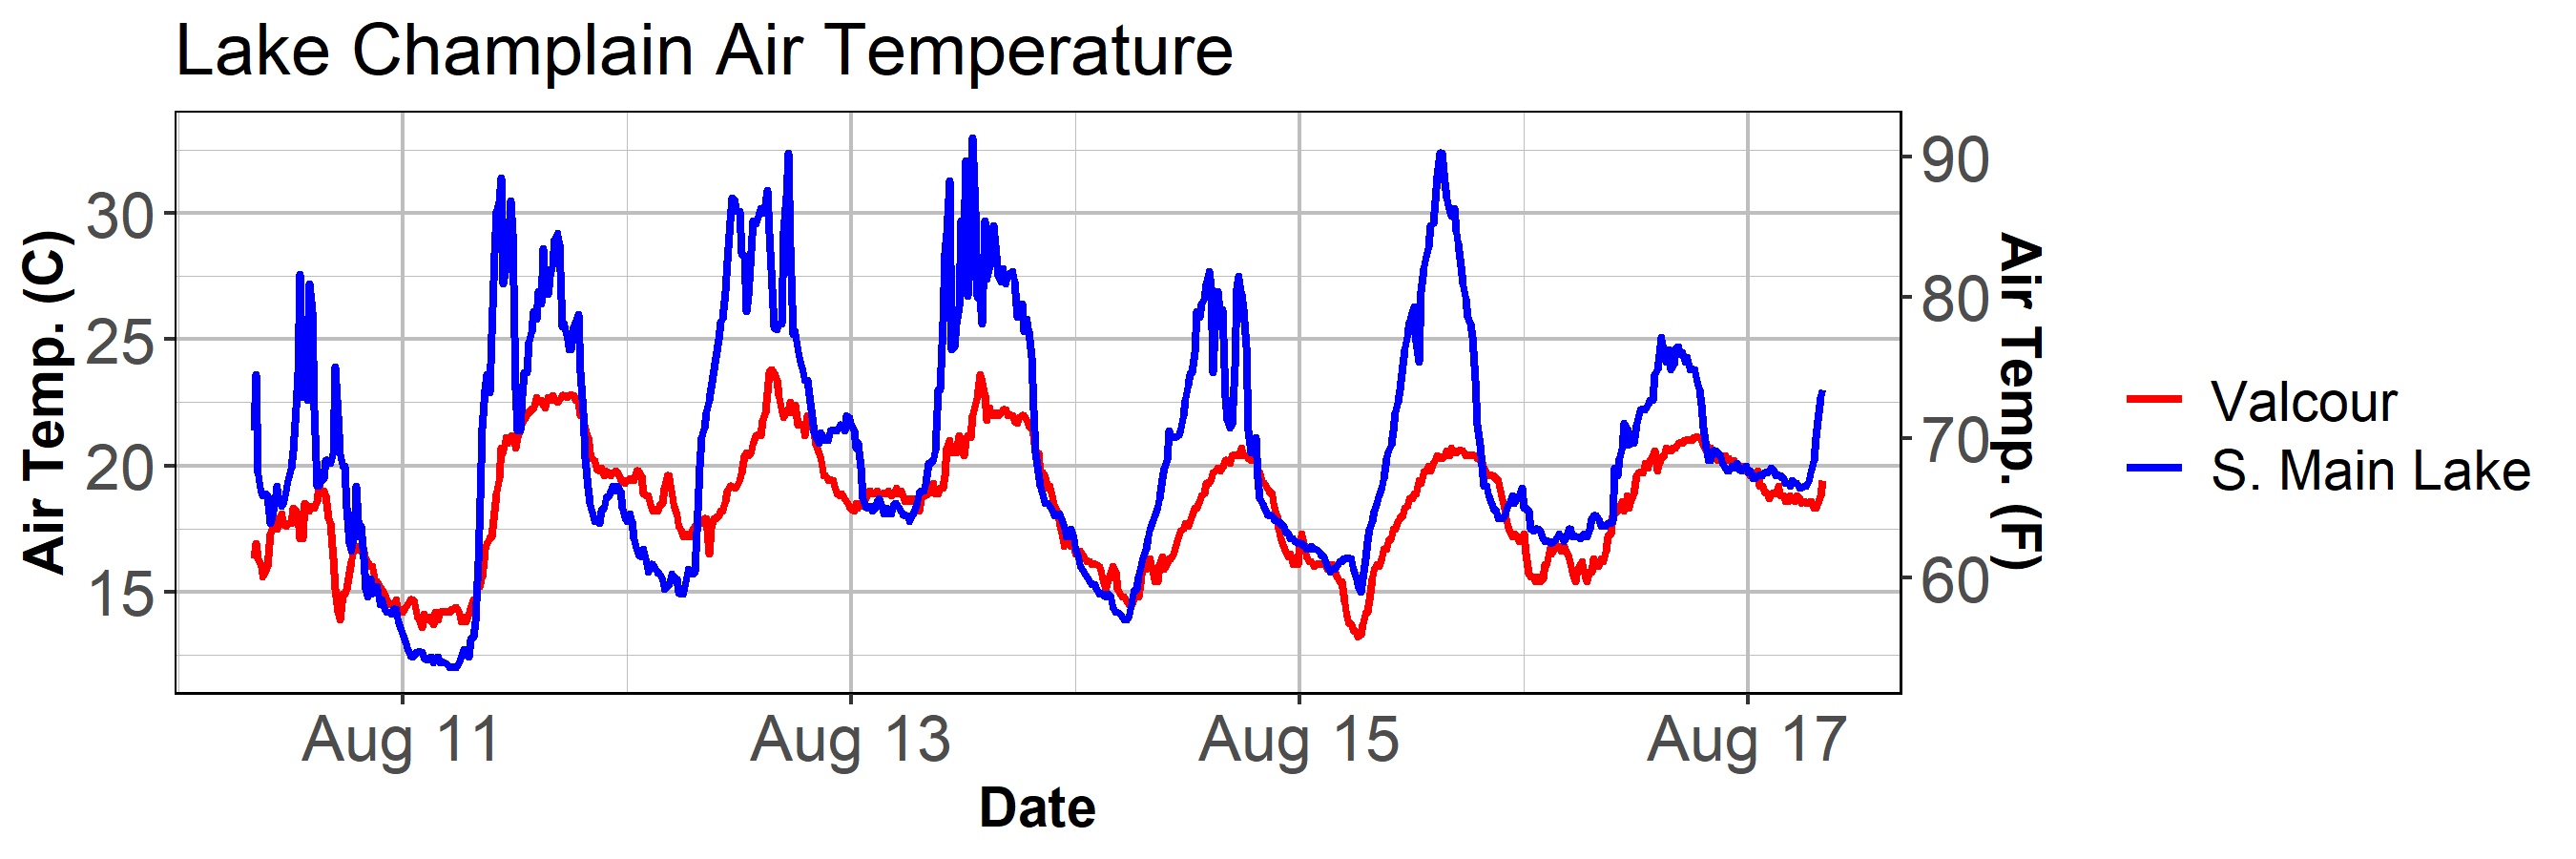 Lake Champlain Air Temperature
Air Temp. (C)
30
25
20
15
90
80
70
60
Air Temp. (F)
Aug 11
Aug 13
Aug 15
Aug 17
Date
Valcour
S. Main Lake